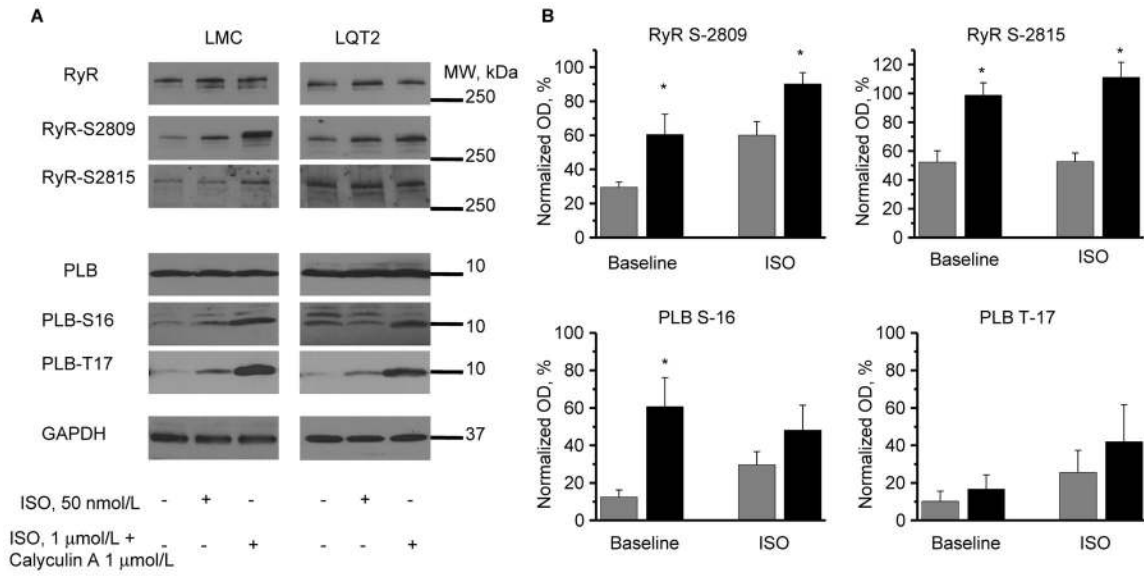 A
LMC LQT2
RyR
MW, kDa
250
RyR-S2809
250
RyR-S2815
250
PLB
10
PLB-S16
10
PLB-T17
10
GAPDH
37
ISO, 50 nmol/L - + - - + -
ISO, 1 μmol/L +
Calyculin A 1 μmol/L - - + - - +
B
RyR S-2809
Normalized OD, %
100
80
60
40
20
0
* *
Baseline ISO
RyR S-2815
Normalized OD, %
120
100
80
60
40
20
0
* *
Baseline ISO
PLB S-16
Normalized OD, %
100
80
60
40
20
0
*
Baseline ISO
PLB T-17
Normalized OD, %
100
80
60
40
20
0
Baseline ISO